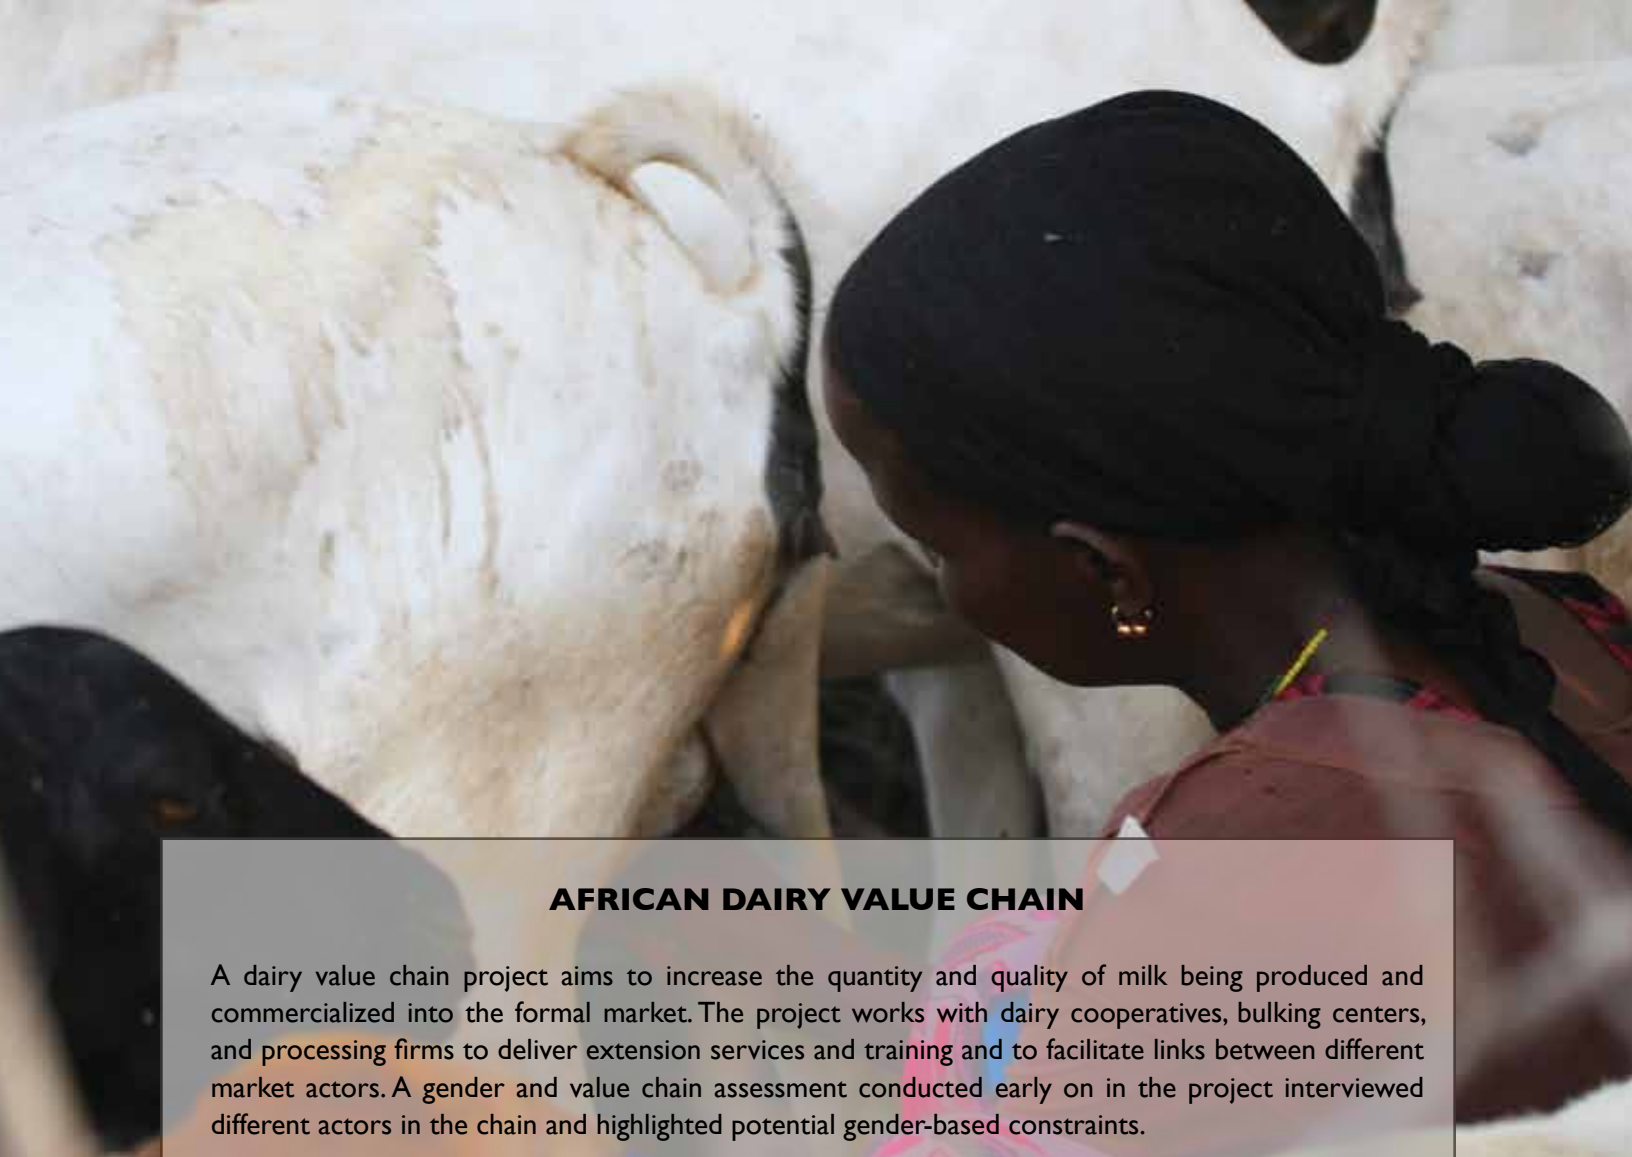 AFRICAN DAIRY VALUE CHAIN
A dairy value chain project aims to increase the quantity and quality of milk being produced and
commercialized into the formal market. The project works with dairy cooperatives, bulking centers,
and processing firms to deliver extension services and training and to facilitate links between different
market actors. A gender and value chain assessment conducted early on in the project interviewed
different actors in the chain and highlighted potential gender-based constraints.